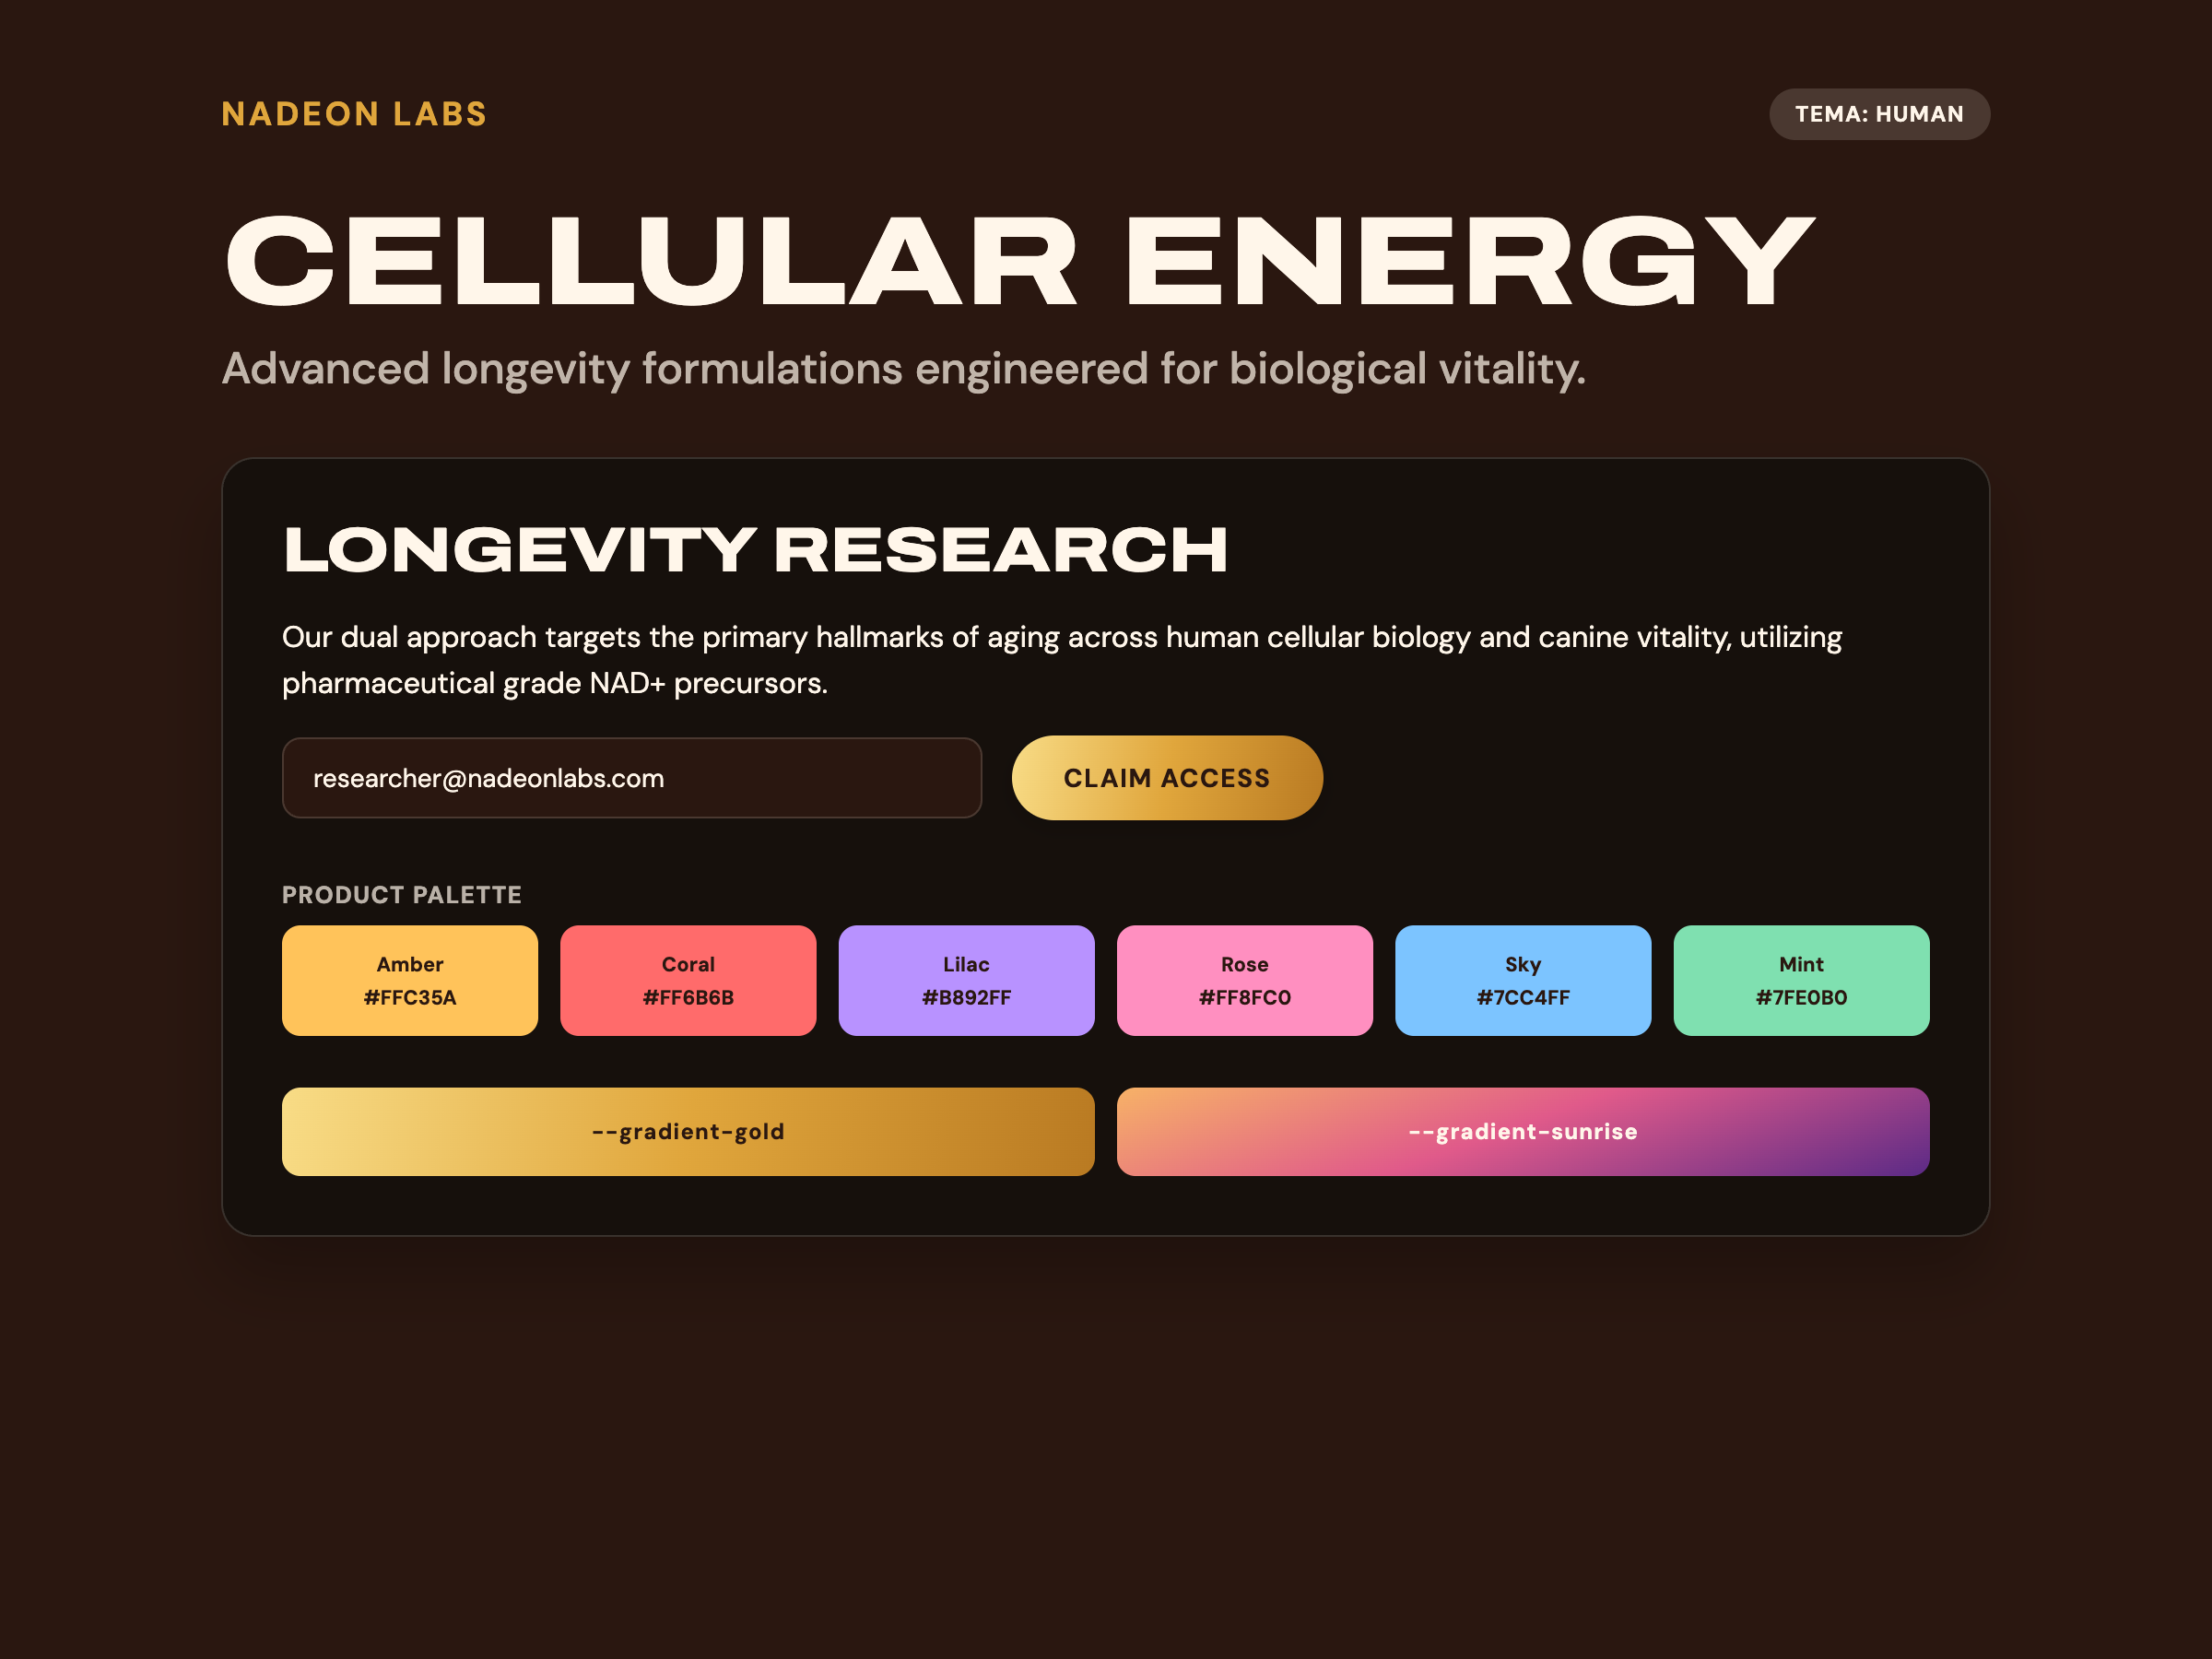 NADEON LABS
TEMA: HUMAN
CELLULAR ENERGY
Advanced longevity formulations engineered for biological vitality.
LONGEVITY RESEARCH
Our dual approach targets the primary hallmarks of aging across human cellular biology and canine vitality, utilizing
pharmaceutical grade NAD+ precursors.
researcher@nadeonlabs.com
CLAIM ACCESS
PRODUCT PALETTE
Amber
#FFC35A
Coral
#FF6B6B
Lilac
#B892FF
Rose
#FF8FC0
Sky
#7CC4FF
Mint
#7FE0B0
--gradient-gold
--gradient-sunrise